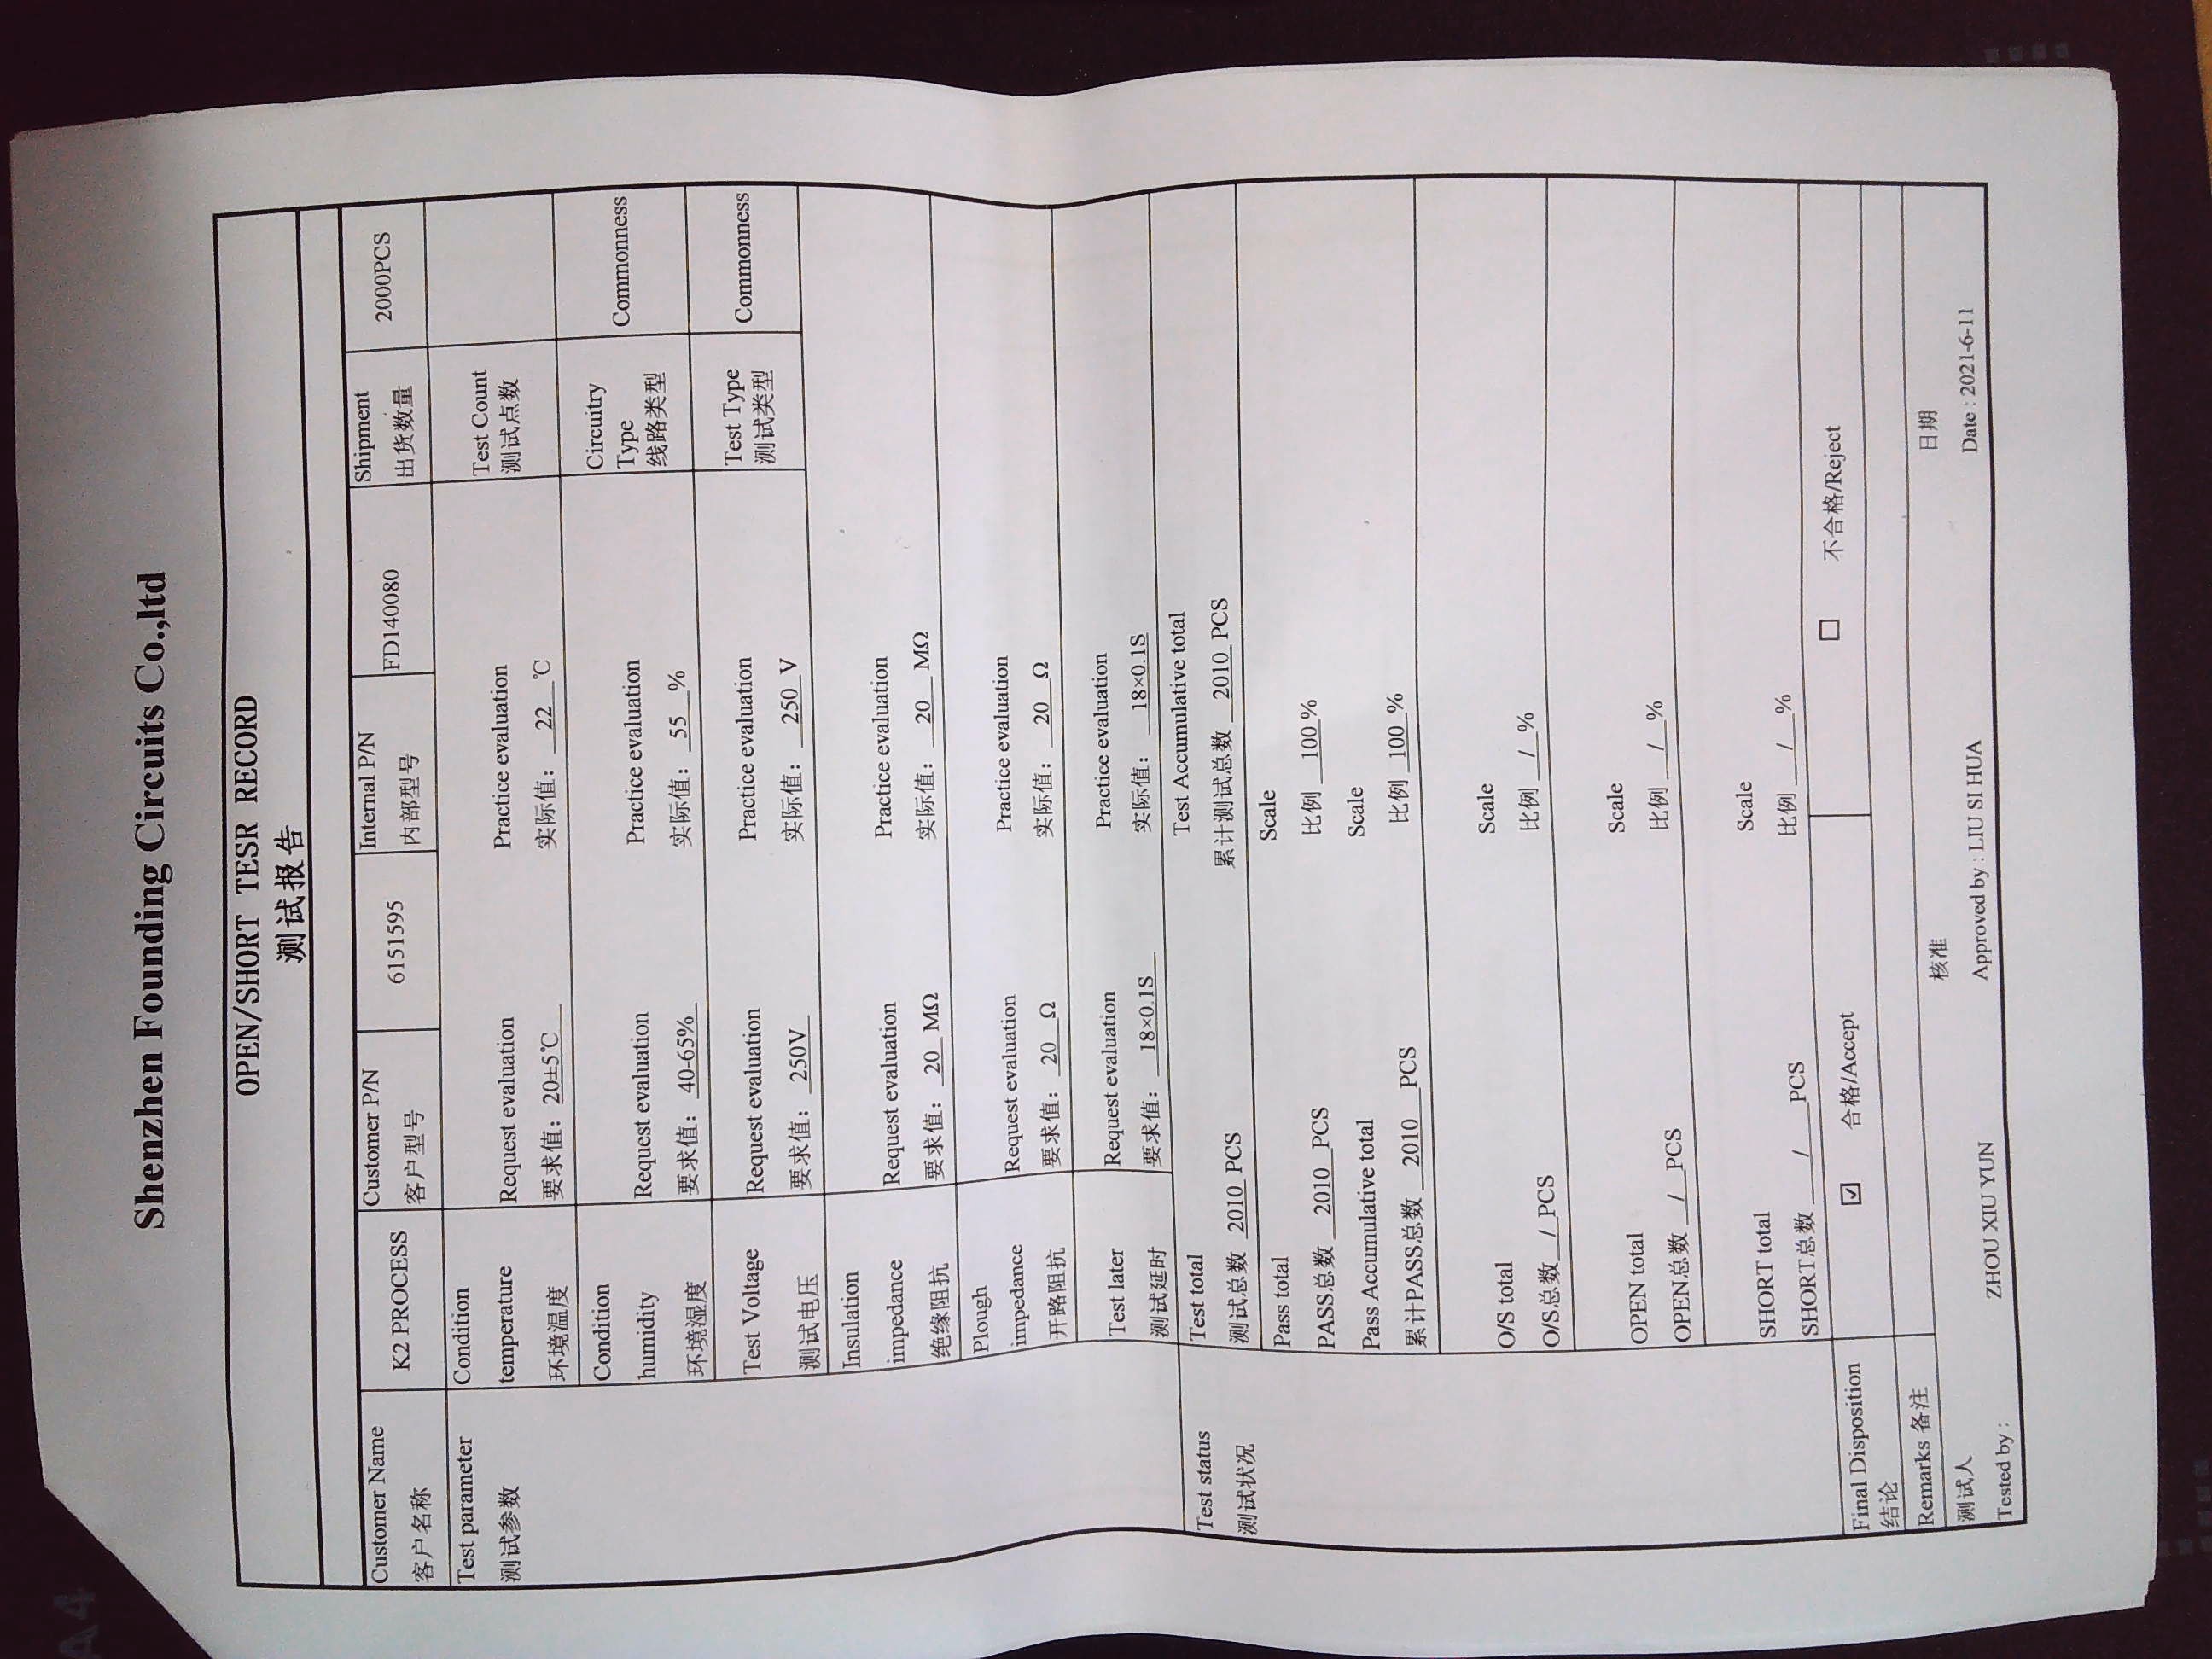 Shenzhen Founding Circuits Co.,ltd
OPEN/SHORT TESR RECORD
测试报告
Customer Name
客户名称
K2 PROCESS
Customer P/N
客户型号
6151595
Internal P/N
内部型号
FD140080
Shipment
出货数量
2000PCS
Test parameter
测试参数
Condition
temperature
环境温度
Request evaluation
要求值: 20±5℃
Practice evaluation
实际值: 22 ℃
Test Count
测试点数
Condition
humidity
环境湿度
Request evaluation
要求值: 40-65%
Practice evaluation
实际值: 55 %
Circuitry
Type
线路类型
Commonness
Test Voltage
测试电压
Request evaluation
要求值: 250V
Practice evaluation
实际值: 250 V
Test Type
测试类型
Commonness
Insulation
impedance
绝缘阻抗
Request evaluation
要求值: 20 MΩ
Practice evaluation
实际值: 20 MΩ
Plough
impedance
开路阻抗
Request evaluation
要求值: 20 Ω
Practice evaluation
实际值: 20 Ω
Test later
测试延时
Request evaluation
要求值: 18×0.1S
Practice evaluation
实际值: 18×0.1S
Test status
测试状况
Test total
测试总数 2010 PCS
Test Accumulative total
累计测试总数 2010 PCS
Pass total
PASS总数 2010 PCS
Scale
比例 100 %
Pass Accumulative total
累计PASS总数 2010 PCS
Scale
比例 100 %
O/S total
O/S总数 / PCS
Scale
比例 / %
OPEN total
OPEN总数 / PCS
Scale
比例 / %
SHORT total
SHORT总数 / PCS
Scale
比例 / %
Final Disposition
结论
☑ 合格/Accept
□ 不合格/Reject
Remarks 备注
测试人
Tested by : ZHOU XIU YUN
核准
Approved by : LIU SI HUA
日期
Date : 2021-6-11
A4